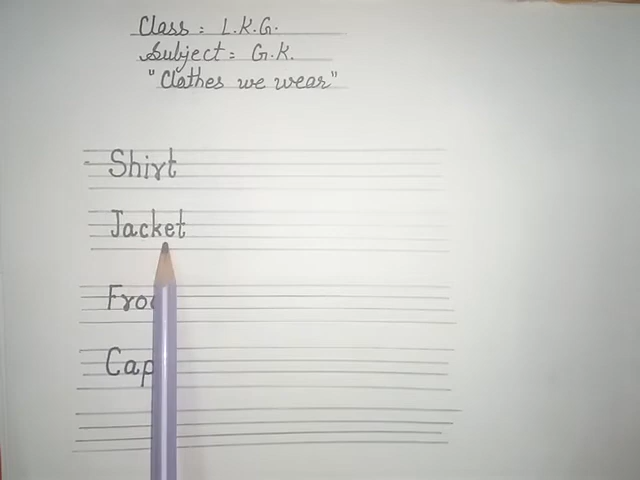 Class : L.K.G.
Subject : G.K.
"Clothes we wear"
Shirt
Jacket
Cap